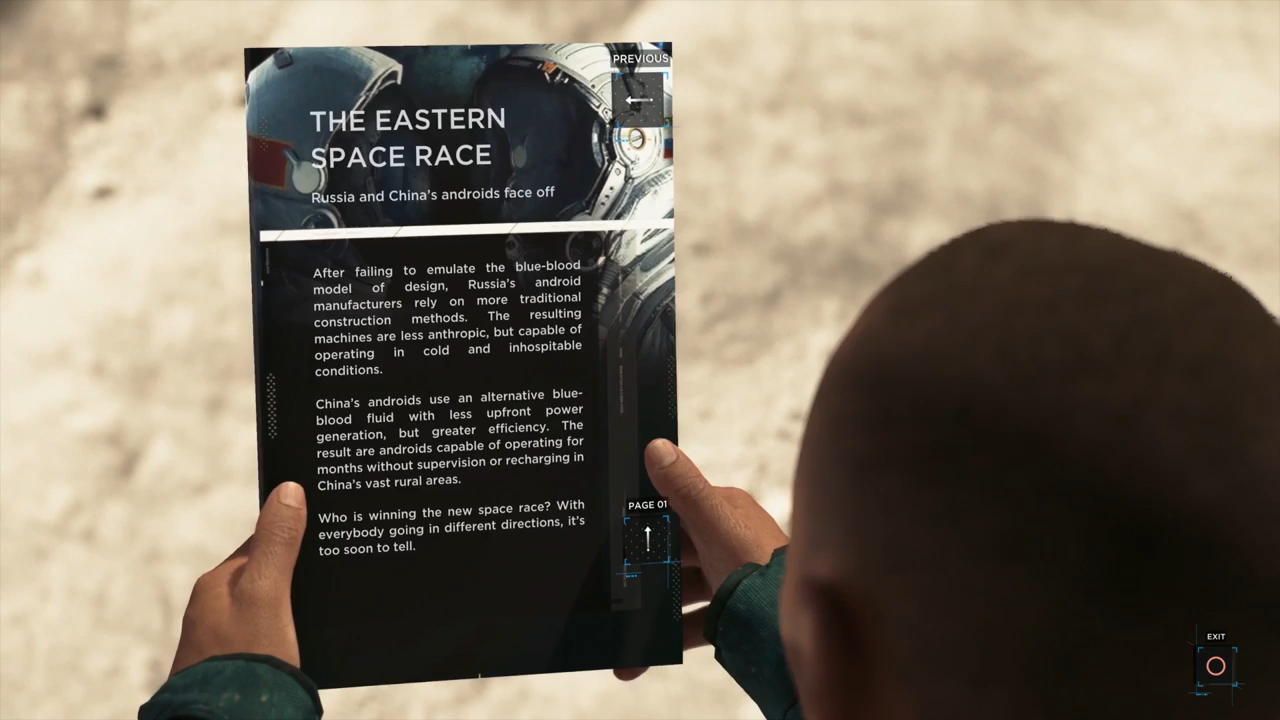 PREVIOUS
THE EASTERN
SPACE RACE
Russia and China's androids face off
After failing to emulate the blue-blood
model of design, Russia's android
manufacturers rely on more traditional
construction methods. The resulting
machines are less anthropic, but capable of
operating in cold and inhospitable
conditions.
China's androids use an alternative blue-
blood fluid with less upfront power
generation, but greater efficiency. The
result are androids capable of operating for
months without supervision or recharging in
China's vast rural areas.
Who is winning the new space race? With
everybody going in different directions, it's
too soon to tell.
PAGE 01
EXIT